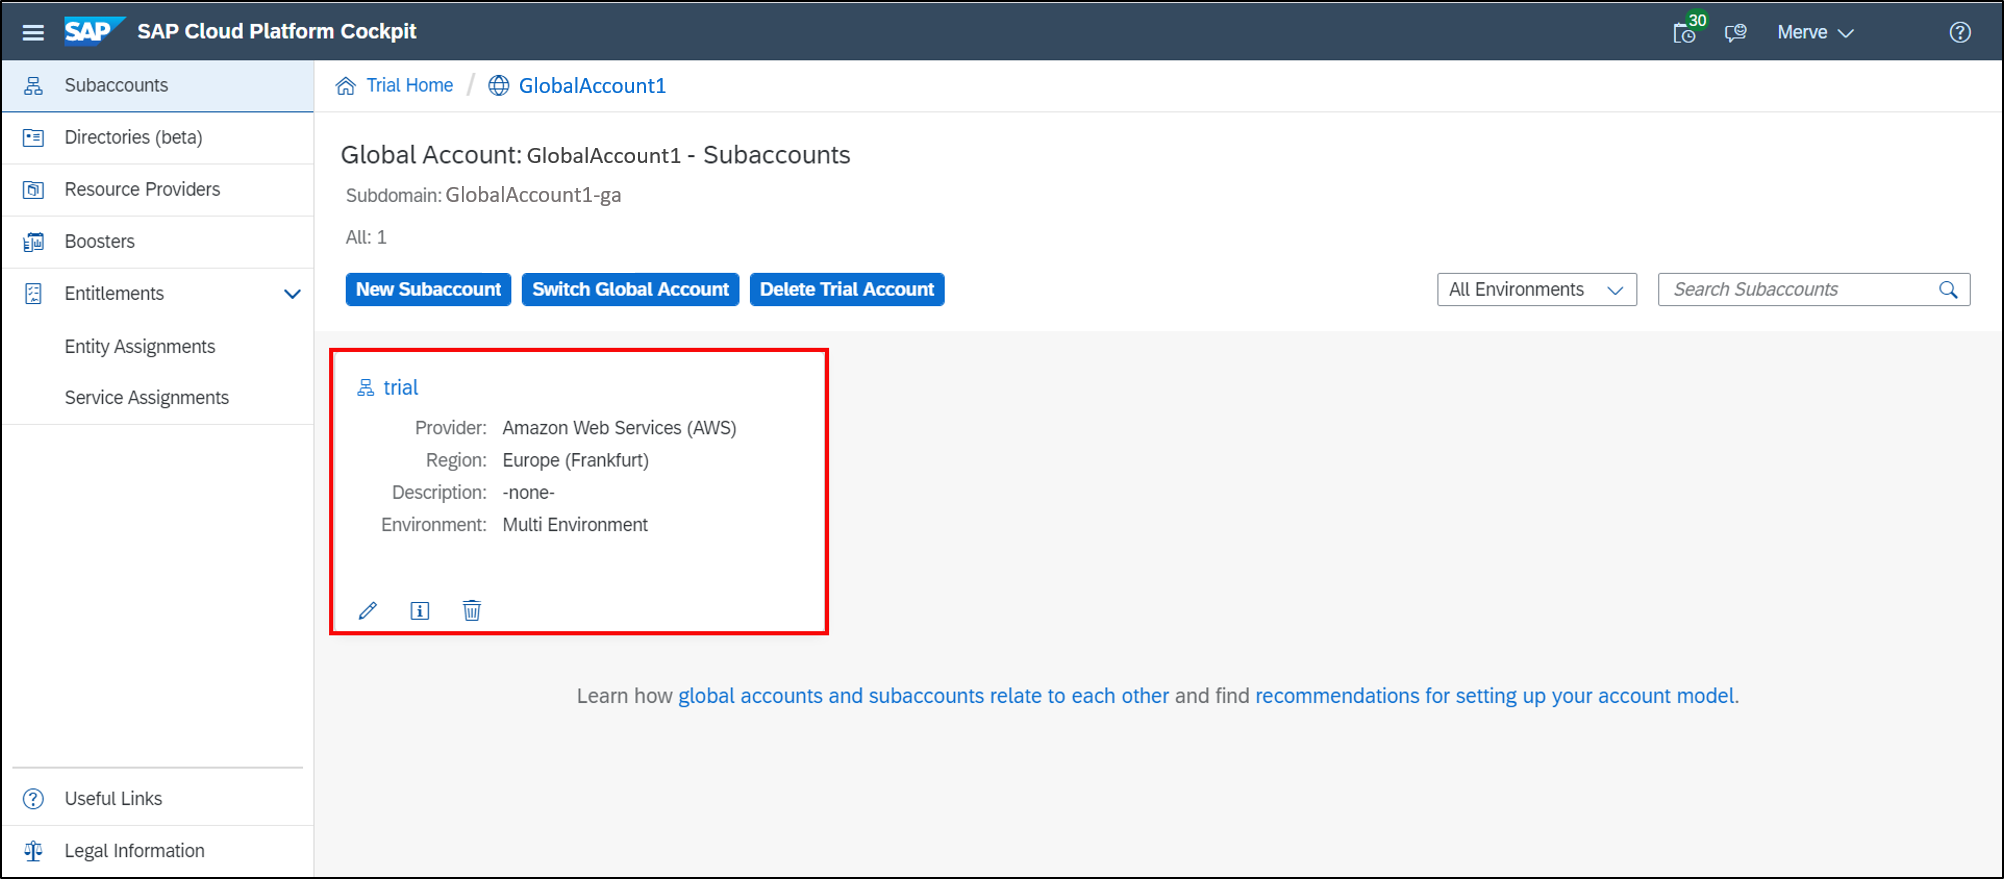 SAP SAP Cloud Platform Cockpit
30
Merve
Subaccounts
Directories (beta)
Resource Providers
Boosters
Entitlements
Entity Assignments
Service Assignments
Useful Links
Legal Information
Trial Home / GlobalAccount1
Global Account: GlobalAccount1 - Subaccounts
Subdomain: GlobalAccount1-ga
All: 1
New Subaccount Switch Global Account Delete Trial Account
All Environments Search Subaccounts
trial
Provider: Amazon Web Services (AWS)
Region: Europe (Frankfurt)
Description: -none-
Environment: Multi Environment
Learn how global accounts and subaccounts relate to each other and find recommendations for setting up your account model.